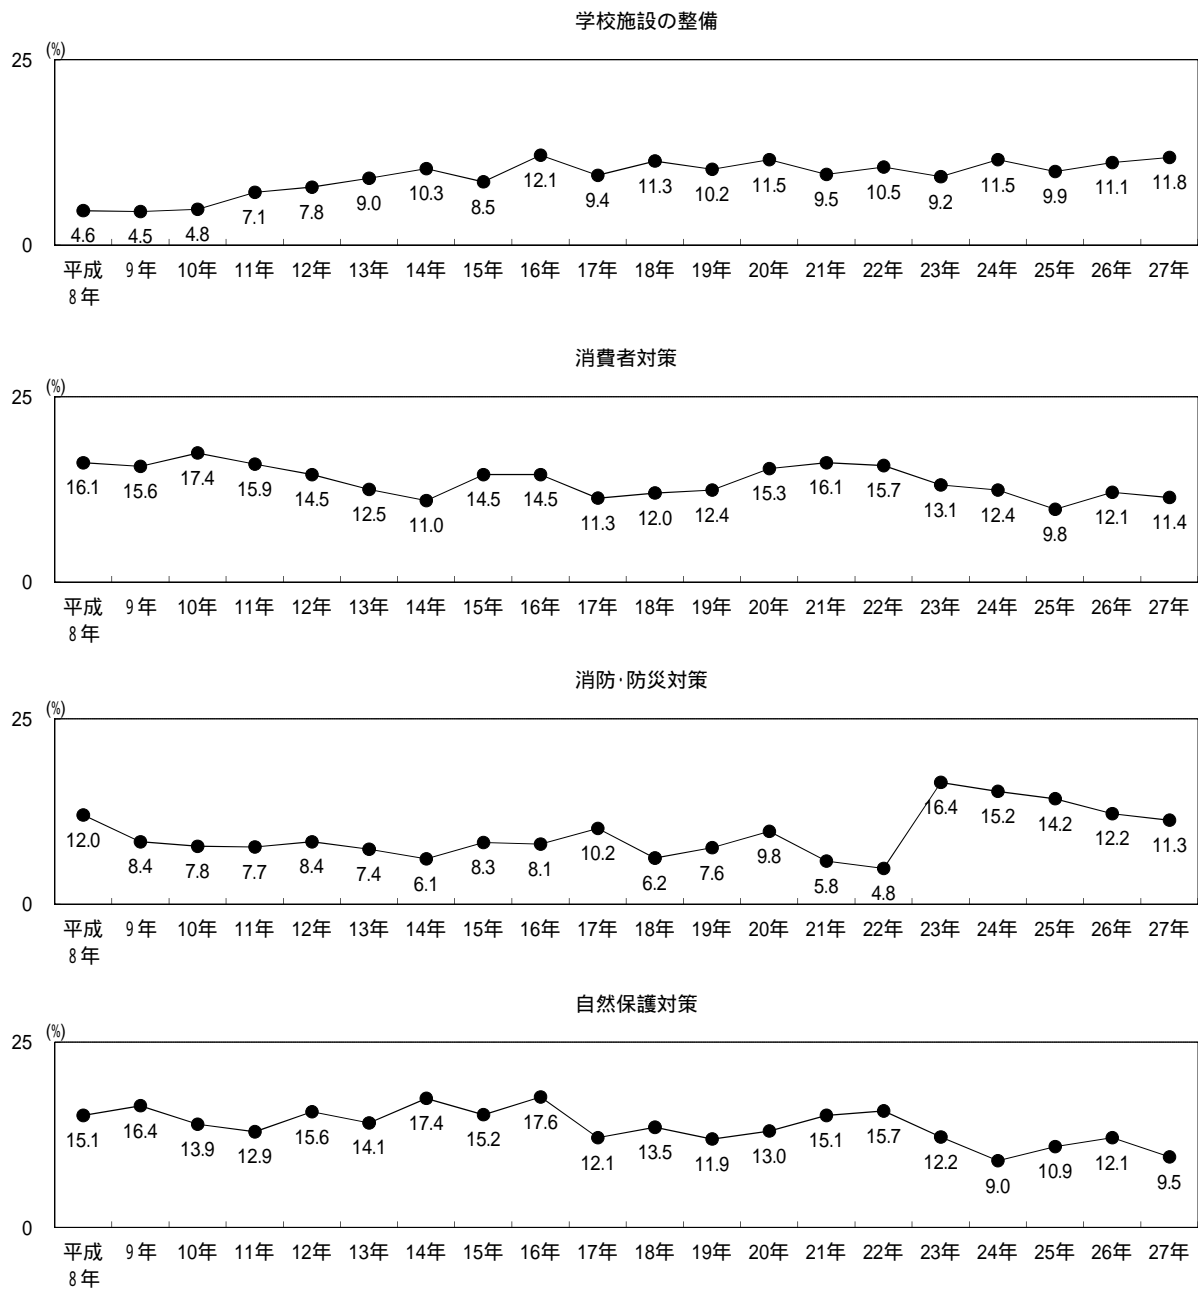 学校施設の整備
(%)
25
4.6 4.5 4.8 7.1 7.8 9.0 10.3 8.5 12.1 9.4 11.3 10.2 11.5 9.5 10.5 9.2 11.5 9.9 11.1 11.8
0
平成 9年 10年 11年 12年 13年 14年 15年 16年 17年 18年 19年 20年 21年 22年 23年 24年 25年 26年 27年
8年
消費者対策
(%)
25
16.1 15.6 17.4 15.9 14.5 12.5 11.0 14.5 14.5 11.3 12.0 12.4 15.3 16.1 15.7 13.1 12.4 9.8 12.1 11.4
0
平成 9年 10年 11年 12年 13年 14年 15年 16年 17年 18年 19年 20年 21年 22年 23年 24年 25年 26年 27年
8年
消防・防災対策
(%)
25
12.0 8.4 7.8 7.7 8.4 7.4 6.1 8.3 8.1 10.2 6.2 7.6 9.8 5.8 4.8 16.4 15.2 14.2 12.2 11.3
0
平成 9年 10年 11年 12年 13年 14年 15年 16年 17年 18年 19年 20年 21年 22年 23年 24年 25年 26年 27年
8年
自然保護対策
(%)
25
15.1 16.4 13.9 12.9 15.6 14.1 17.4 15.2 17.6 12.1 13.5 11.9 13.0 15.1 15.7 12.2 9.0 10.9 12.1 9.5
0
平成 9年 10年 11年 12年 13年 14年 15年 16年 17年 18年 19年 20年 21年 22年 23年 24年 25年 26年 27年
8年